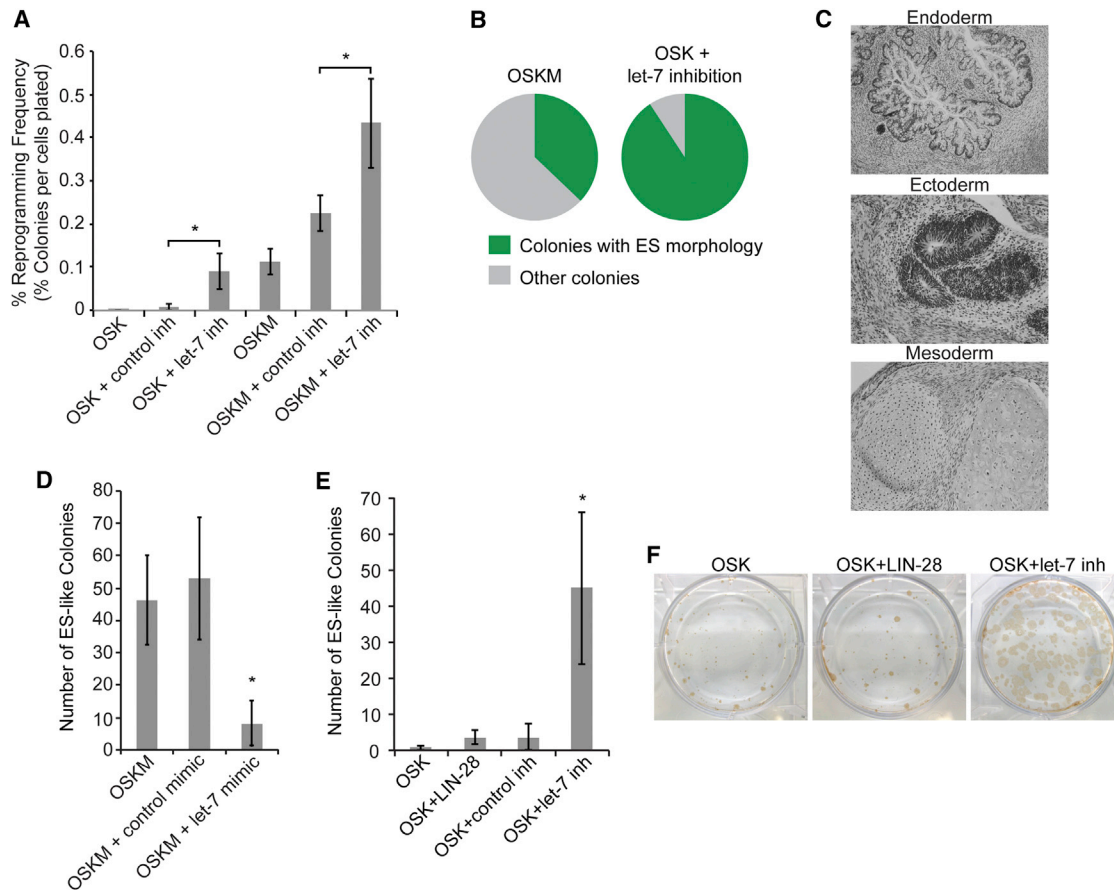 A
% Reprogramming Frequency
(% Colonies per cells plated)
0.6
0.5
0.4
0.3
0.2
0.1
0
*
*
OSK
OSK + control inh
OSK + let-7 inh
OSKM
OSKM + control inh
OSKM + let-7 inh
B
OSKM
OSK +
let-7 inhibition
Colonies with ES morphology
Other colonies
C
Endoderm
Ectoderm
Mesoderm
D
Number of ES-like Colonies
80
70
60
50
40
30
20
10
0
*
OSKM
OSKM + control mimic
OSKM + let-7 mimic
E
Number of ES-like Colonies
70
60
50
40
30
20
10
0
*
OSK
OSK+LIN-28
OSK+control inh
OSK+let-7 inh
F
OSK
OSK+LIN-28
OSK+let-7 inh